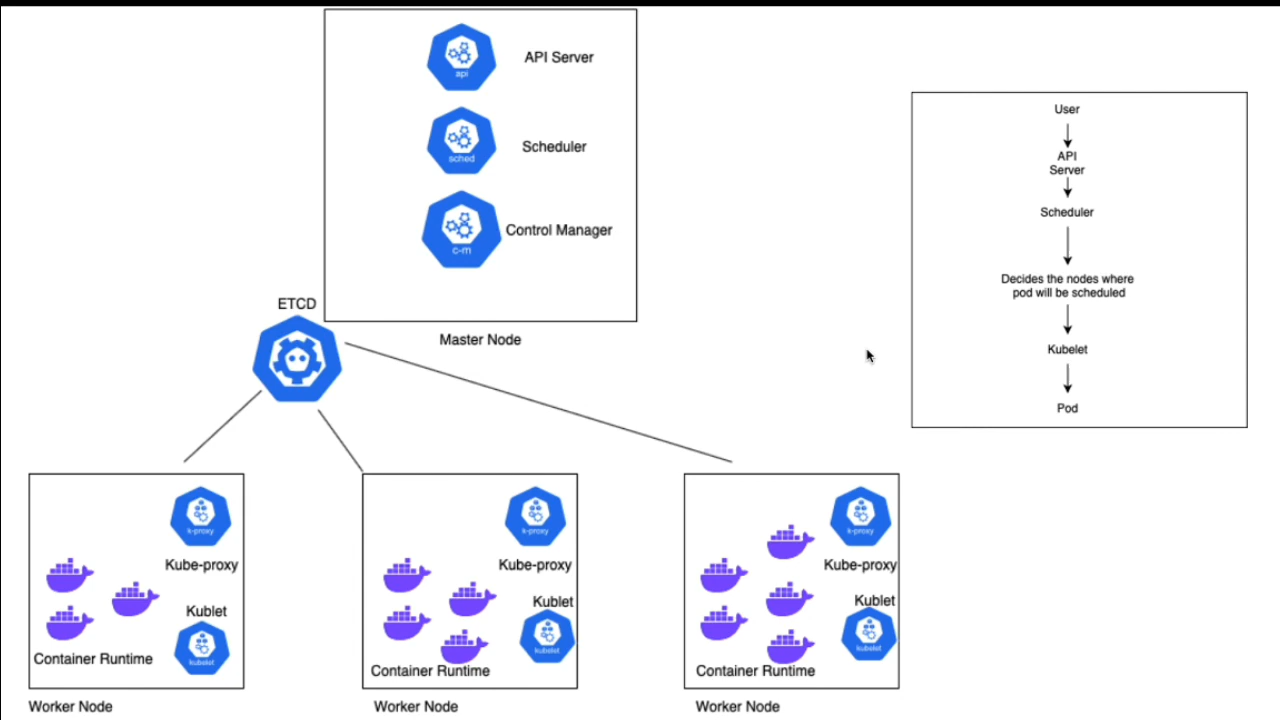 api
API Server
sched
Scheduler
c-m
Control Manager
Master Node
ETCD
User
API
Server
Scheduler
Decides the nodes where
pod will be scheduled
Kubelet
Pod
k-proxy
Kube-proxy
Kublet
kubelet
Container Runtime
Worker Node
k-proxy
Kube-proxy
Kublet
kubelet
Container Runtime
Worker Node
k-proxy
Kube-proxy
Kublet
kubelet
Container Runtime
Worker Node